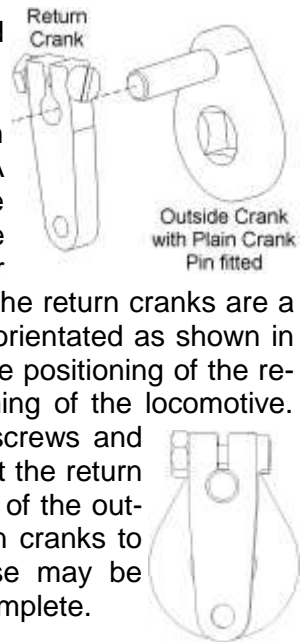 Return
Crank
Outside Crank
with Plain Crank
Pin fitted
he return cranks are a
orientated as shown in
e positioning of the re-
ning of the locomotive.
screws and
t the return
of the out-
n cranks to
se may be
mplete.